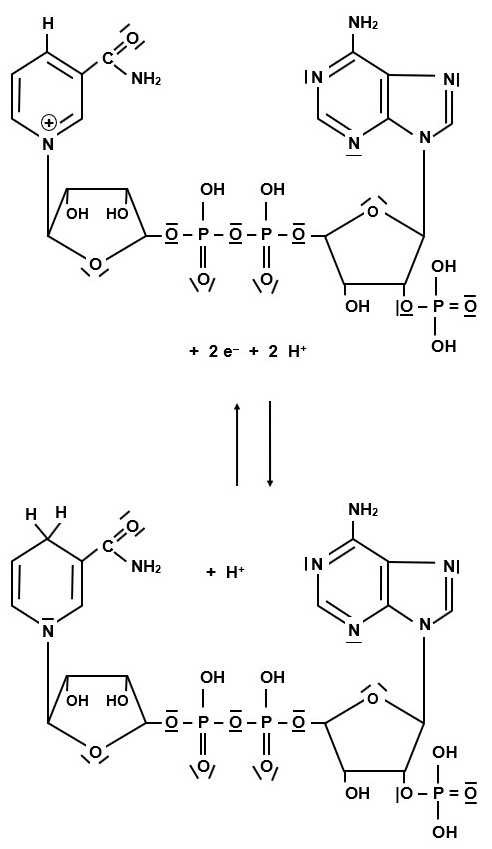 H NH₂
C O N N
NH₂
⊕
N N N
OH OH O
OH HO O P O P O
O O O OH
OH O P O
OH
+ 2 e⁻ + 2 H⁺
H H NH₂
C O N N
NH₂ + H⁺
N N N
OH OH O
OH HO O P O P O
O O O OH
OH O P O
OH